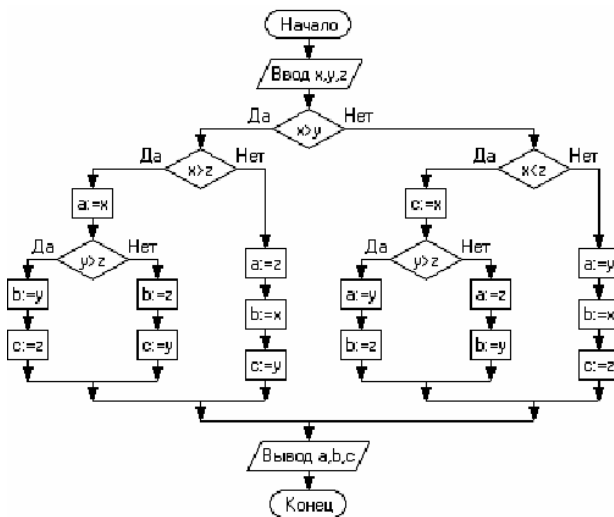 Начало
Ввод x,y,z
Да
x>y
Нет
Да
x>z
Нет
Да
x<z
Нет
a:=x
c:=x
Да
y>z
Нет
Да
y>z
Нет
a:=z
a:=y
b:=y
b:=z
a:=y
a:=z
b:=x
b:=x
c:=z
c:=y
b:=z
b:=y
c:=y
c:=z
Вывод a,b,c
Конец